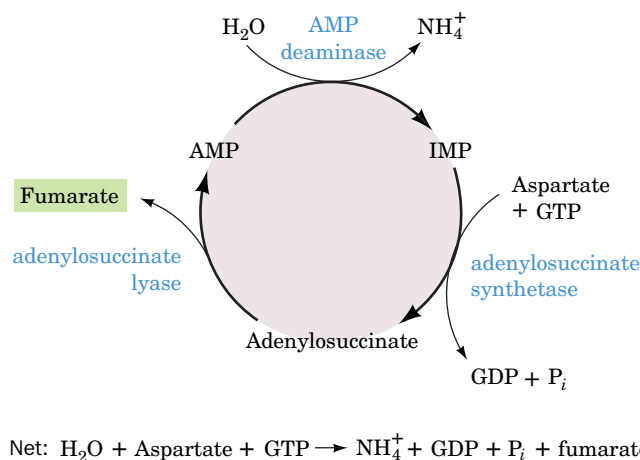 H₂O
AMP
deaminase
NH₄⁺
AMP
IMP
Fumarate
Aspartate
+ GTP
adenylosuccinate
lyase
adenylosuccinate
synthetase
Adenylosuccinate
GDP + Pᵢ
Net: H₂O + Aspartate + GTP ⟶ NH₄⁺ + GDP + Pᵢ + fumarate